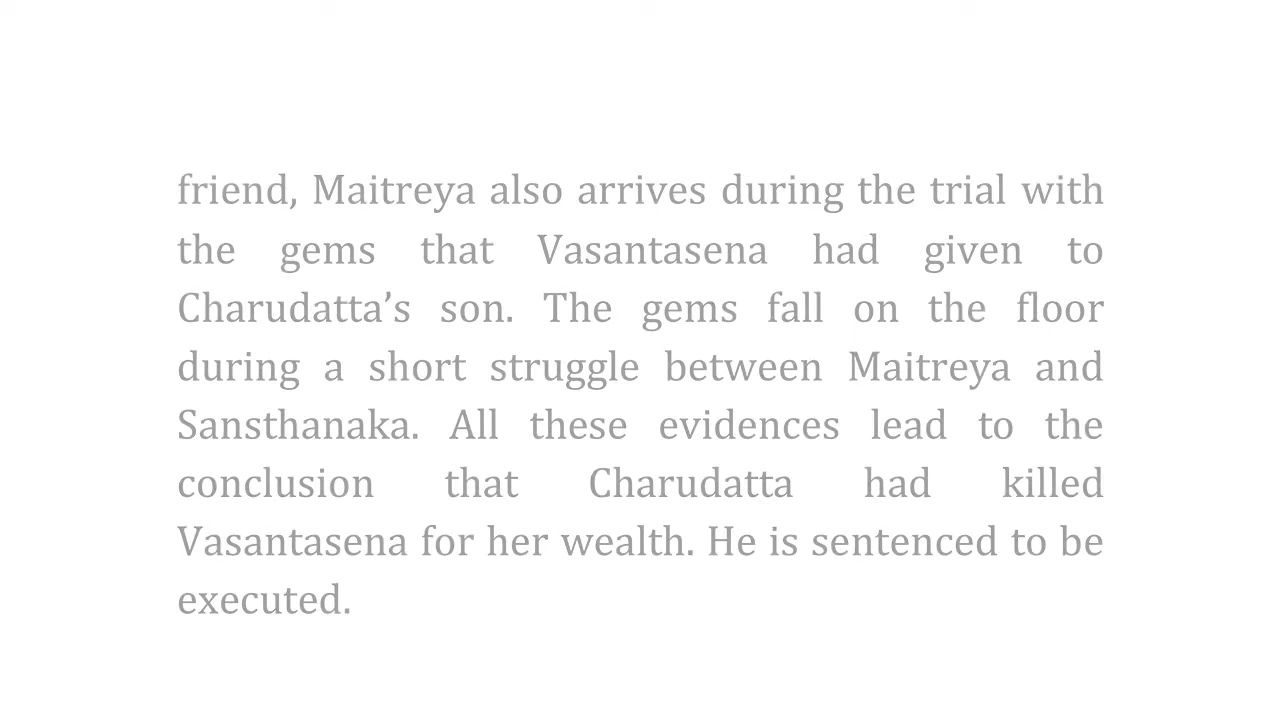 friend, Maitreya also arrives during the trial with
the gems that Vasantasena had given to
Charudatta’s son. The gems fall on the floor
during a short struggle between Maitreya and
Sansthanaka. All these evidences lead to the
conclusion that Charudatta had killed
Vasantasena for her wealth. He is sentenced to be
executed.